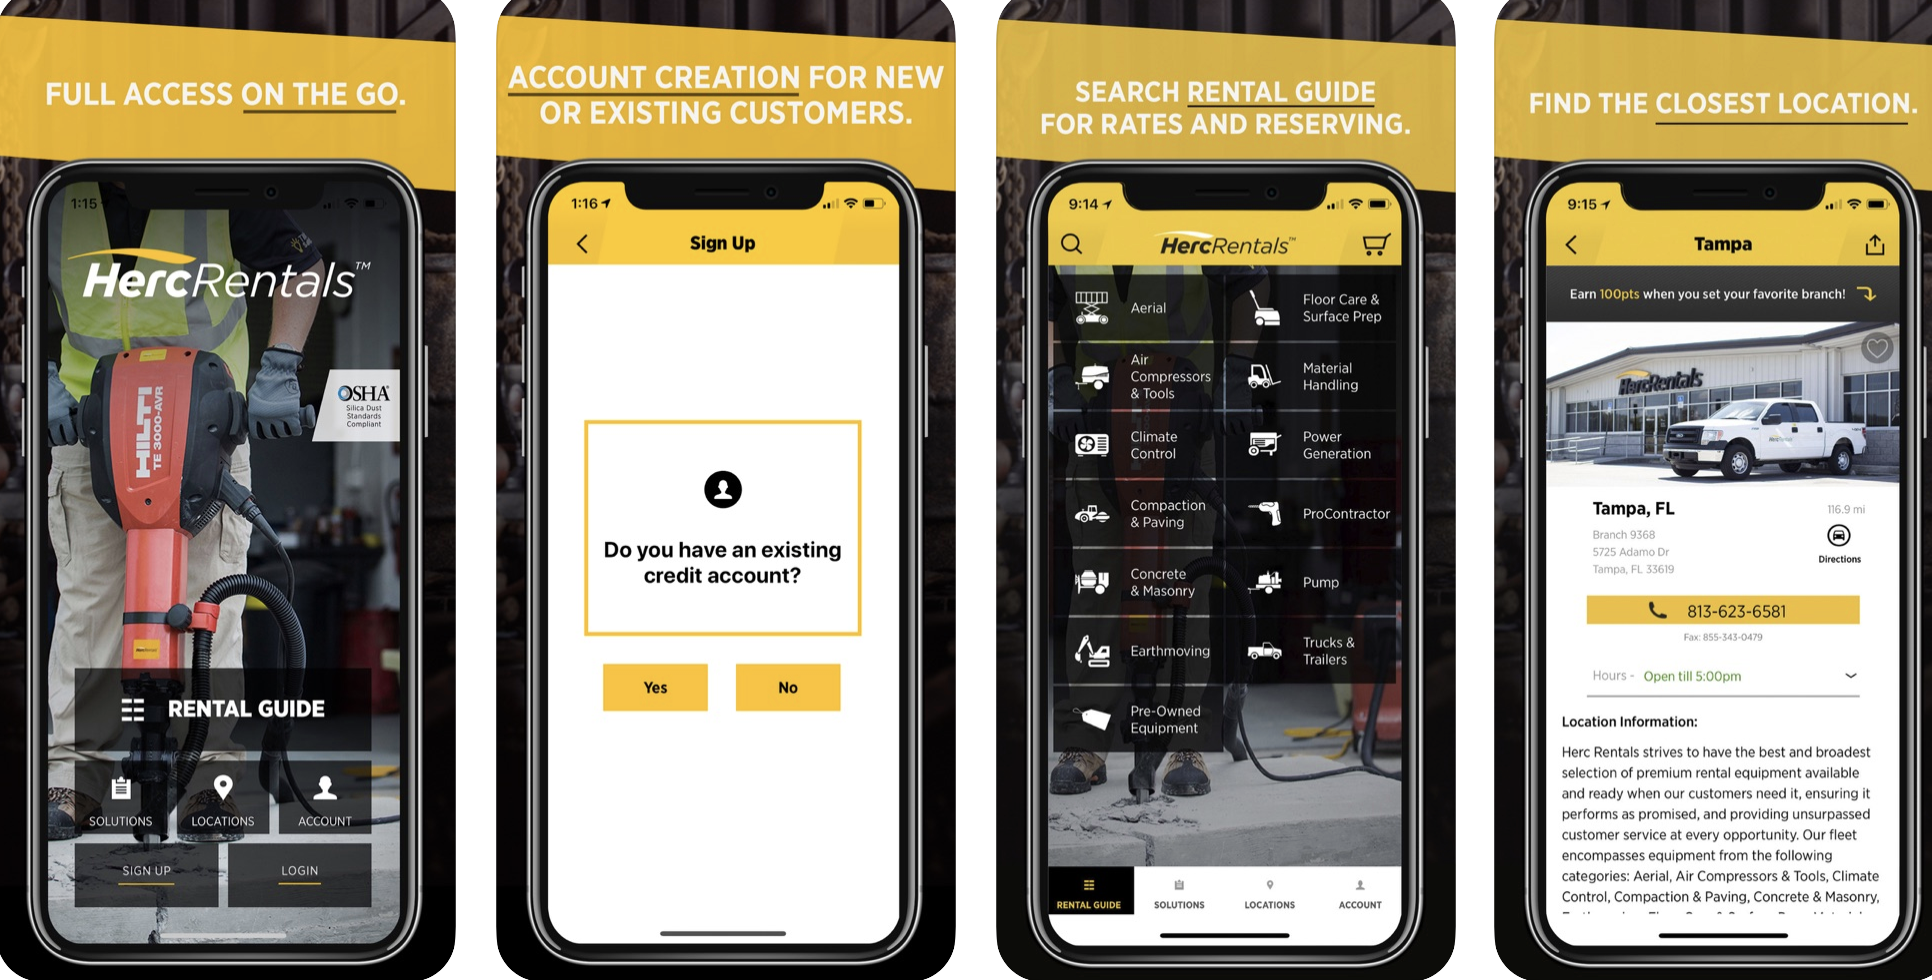 FULL ACCESS ON THE GO.
1:15
HercRentals™
HILTI
TE 3000-AVR
OSHA
Silica Dust
Standards
Compliant
RENTAL GUIDE
SOLUTIONS
LOCATIONS
ACCOUNT
SIGN UP
LOGIN
ACCOUNT CREATION FOR NEW
OR EXISTING CUSTOMERS.
1:16
Sign Up
Do you have an existing
credit account?
Yes
No
SEARCH RENTAL GUIDE
FOR RATES AND RESERVING.
9:14
HercRentals™
Aerial
Floor Care &
Surface Prep
Air
Compressors
& Tools
Material
Handling
Climate
Control
Power
Generation
Compaction
& Paving
ProContractor
Concrete
& Masonry
Pump
Earthmoving
Trucks &
Trailers
Pre-Owned
Equipment
RENTAL GUIDE
SOLUTIONS
LOCATIONS
ACCOUNT
FIND THE CLOSEST LOCATION.
9:15
Tampa
Earn 100pts when you set your favorite branch!
HercRentals
HercRentals
Tampa, FL
116.9 mi
Branch 9368
5725 Adamo Dr
Tampa, FL 33619
Directions
813-623-6581
Fax: 855-343-0479
Hours - Open till 5:00pm
Location Information:
Herc Rentals strives to have the best and broadest
selection of premium rental equipment available
and ready when our customers need it, ensuring it
performs as promised, and providing unsurpassed
customer service at every opportunity. Our fleet
encompasses equipment from the following
categories: Aerial, Air Compressors & Tools, Climate
Control, Compaction & Paving, Concrete & Masonry,